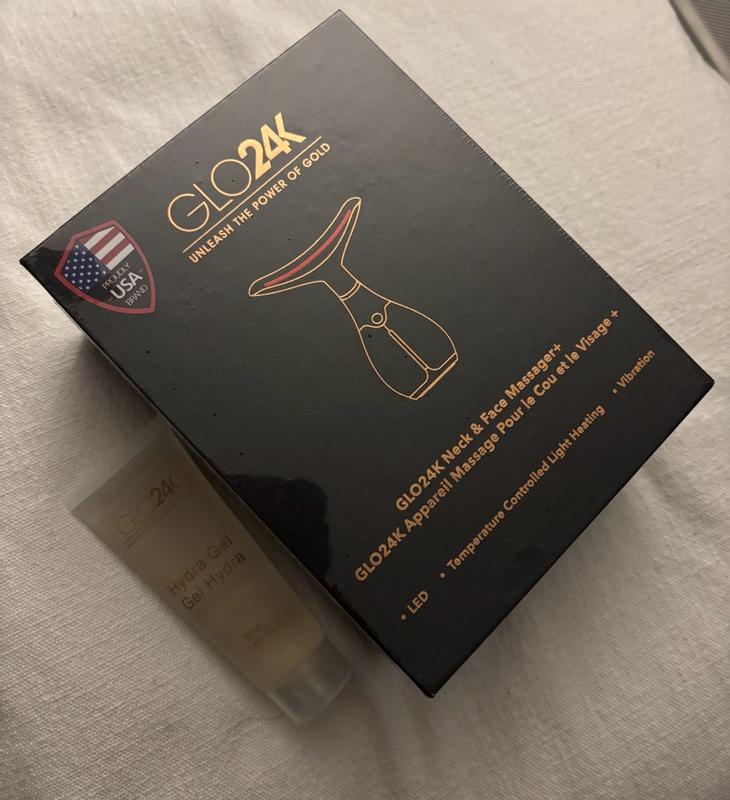 GLO24K
UNLEASH THE POWER OF GOLD
PROUDLY
USA
BRAND
GLO24K Neck & Face Massager+
GLO24K Appareil Massage Pour le Cou et le Visage +
• LED • Temperature Controlled Light Heating • Vibration
GLO24K
Hydra Gel
Gel Hydra
50ML